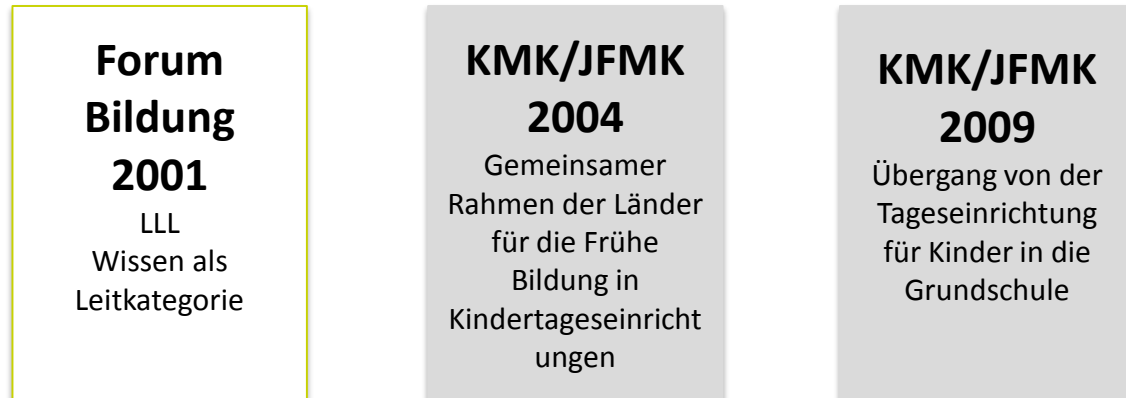 Forum
Bildung
2001
LLL
Wissen als
Leitkategorie
KMK/JFMK
2004
Gemeinsamer
Rahmen der Länder
für die Frühe
Bildung in
Kindertageseinricht
ungen
KMK/JFMK
2009
Übergang von der
Tageseinrichtung
für Kinder in die
Grundschule